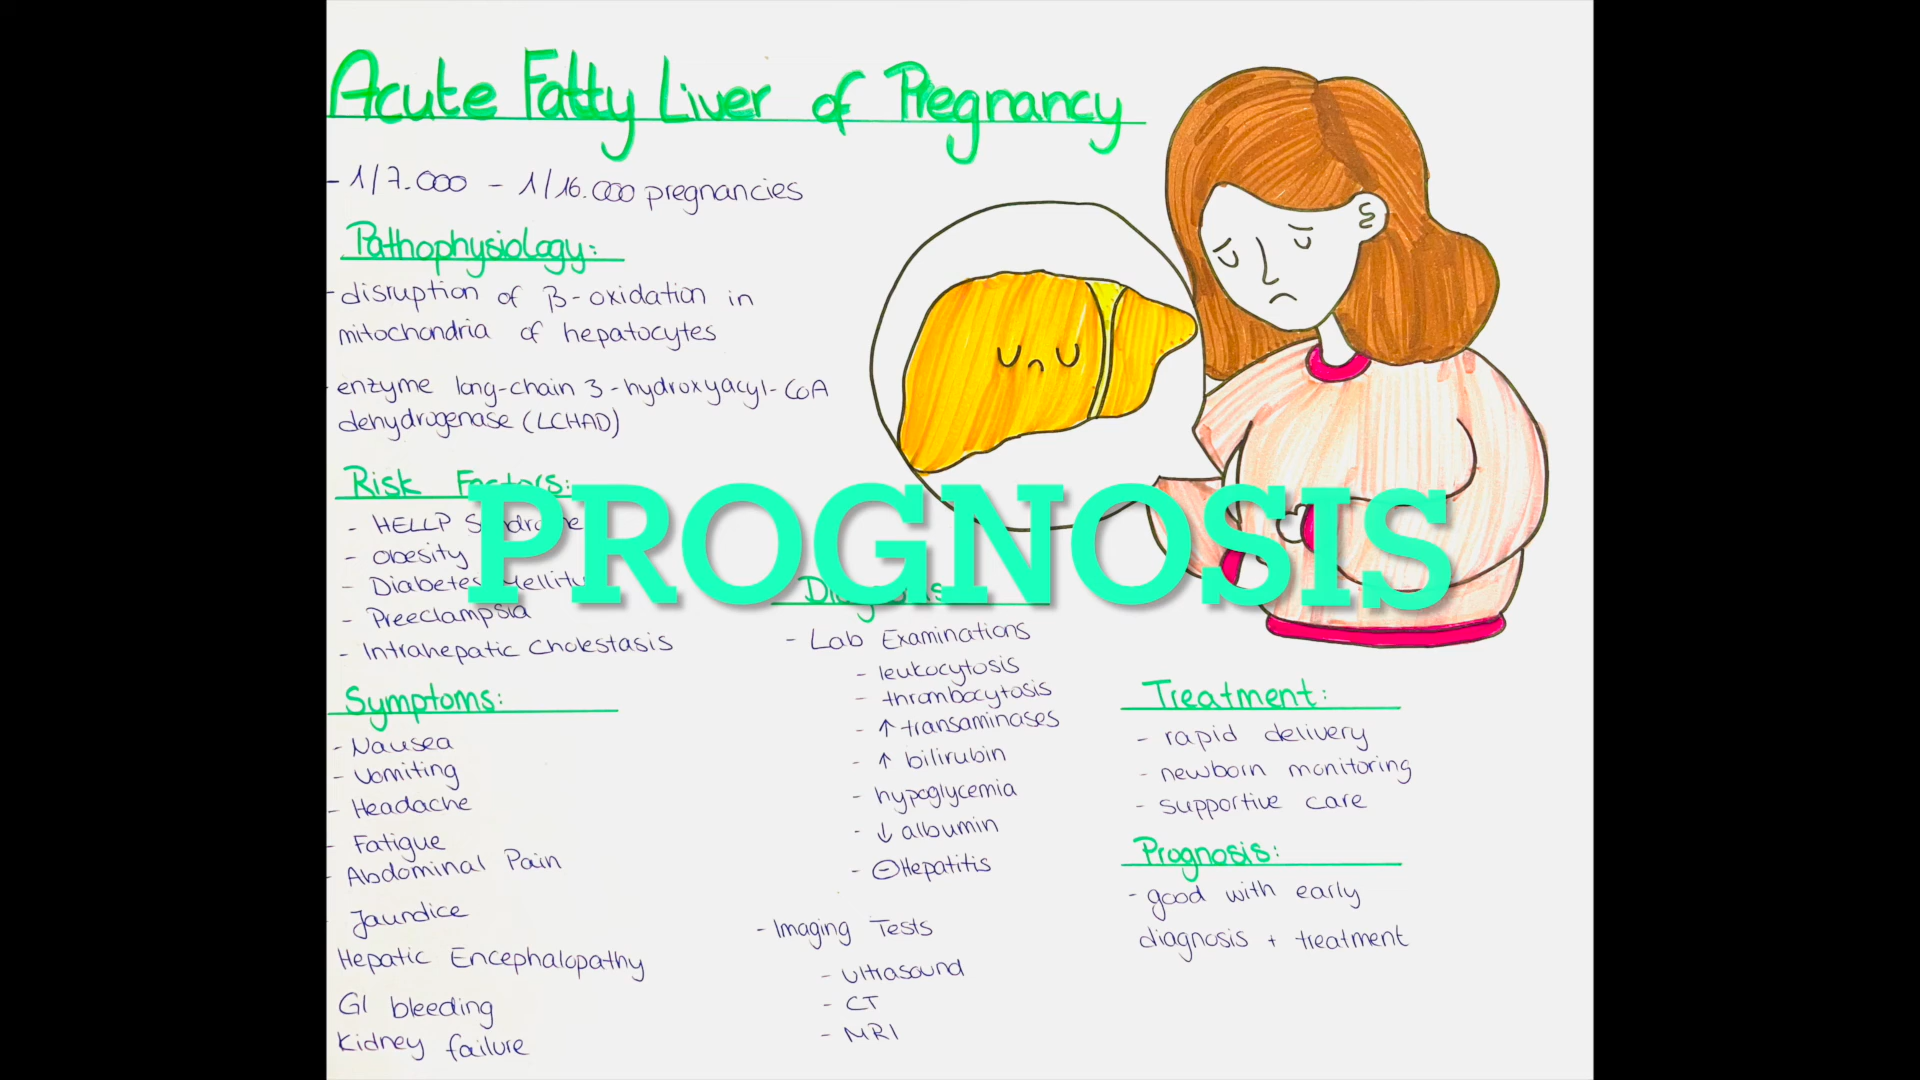 Acute Fatty Liver of Pregnancy
- 1/7.000 - 1/16.000 pregnancies
Pathophysiology:
- disruption of β-oxidation in
mitochondria of hepatocytes
- enzyme long-chain 3-hydroxyacyl-CoA
dehydrogenase (LCHAD)
Risk Factors:
- HELLP Syndrome
- Obesity
- Diabetes Mellitus
- Preeclampsia
- Intrahepatic Cholestasis
Symptoms:
- Nausea
- Vomiting
- Headache
- Fatigue
- Abdominal Pain
Jaundice
Hepatic Encephalopathy
GI bleeding
Kidney failure
PROGNOSIS
Diagnosis
- Lab Examinations
- leukocytosis
- thrombocytosis
- ↑ transaminases
- ↑ bilirubin
- hypoglycemia
- ↓ albumin
- ⊖Hepatitis
- Imaging Tests
- ultrasound
- CT
- MRI
Treatment:
- rapid delivery
- newborn monitoring
- supportive care
Prognosis:
- good with early
diagnosis + treatment